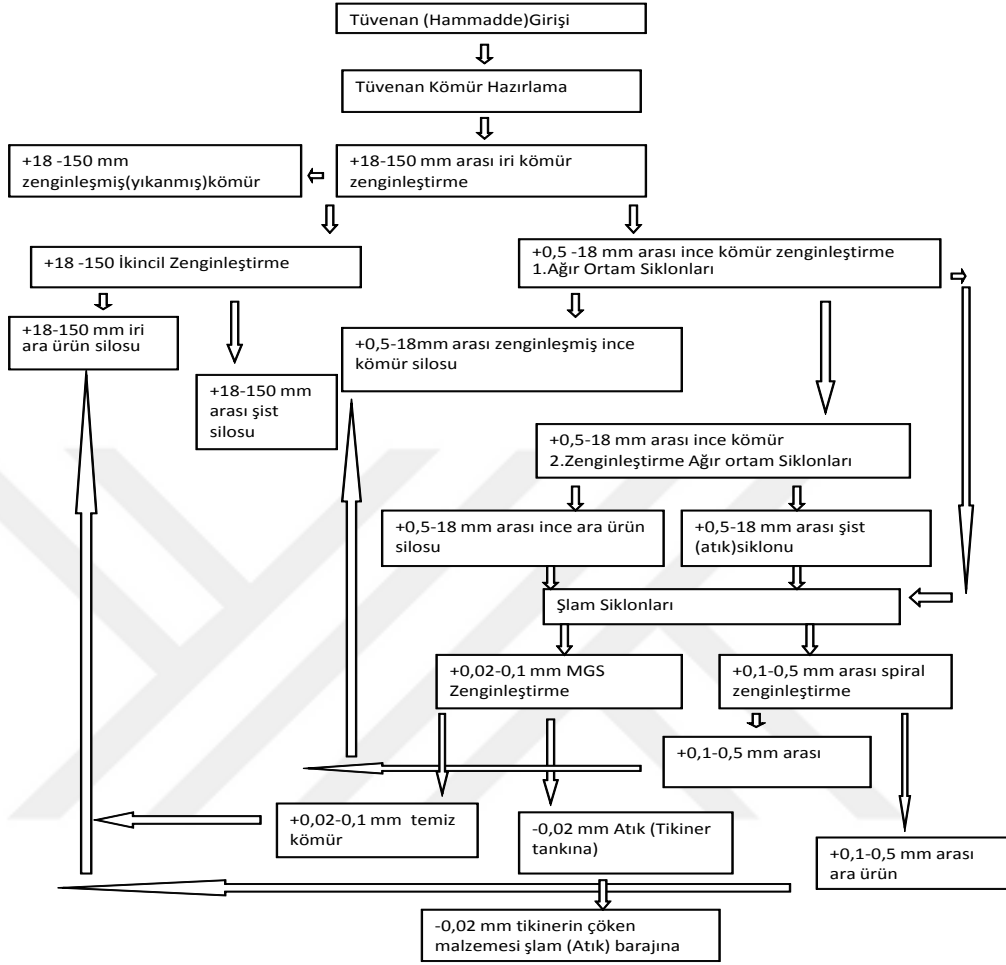 Tüvenan (Hammadde)Girişi
Tüvenan Kömür Hazırlama
+18 -150 mm
zenginleşmiş(yıkanmış)kömür
+18-150 mm arası iri kömür
zenginleştirme
+18 -150 İkincil Zenginleştirme
+0,5 -18 mm arası ince kömür zenginleştirme
1.Ağır Ortam Siklonları
+18-150 mm iri
ara ürün silosu
+18-150 mm
arası şist
silosu
+0,5-18mm arası zenginleşmiş ince
kömür silosu
+0,5-18 mm arası ince kömür
2.Zenginleştirme Ağır ortam Siklonları
+0,5-18 mm arası ince ara ürün
silosu
+0,5-18 mm arası şist
(atık)siklonu
Şlam Siklonları
+0,02-0,1 mm MGS
Zenginleştirme
+0,1-0,5 mm arası spiral
zenginleştirme
+0,1-0,5 mm arası
+0,02-0,1 mm  temiz
kömür
-0,02 mm Atık (Tikiner
tankına)
+0,1-0,5 mm arası
ara ürün
-0,02 mm tikinerin çöken
malzemesi şlam (Atık) barajına